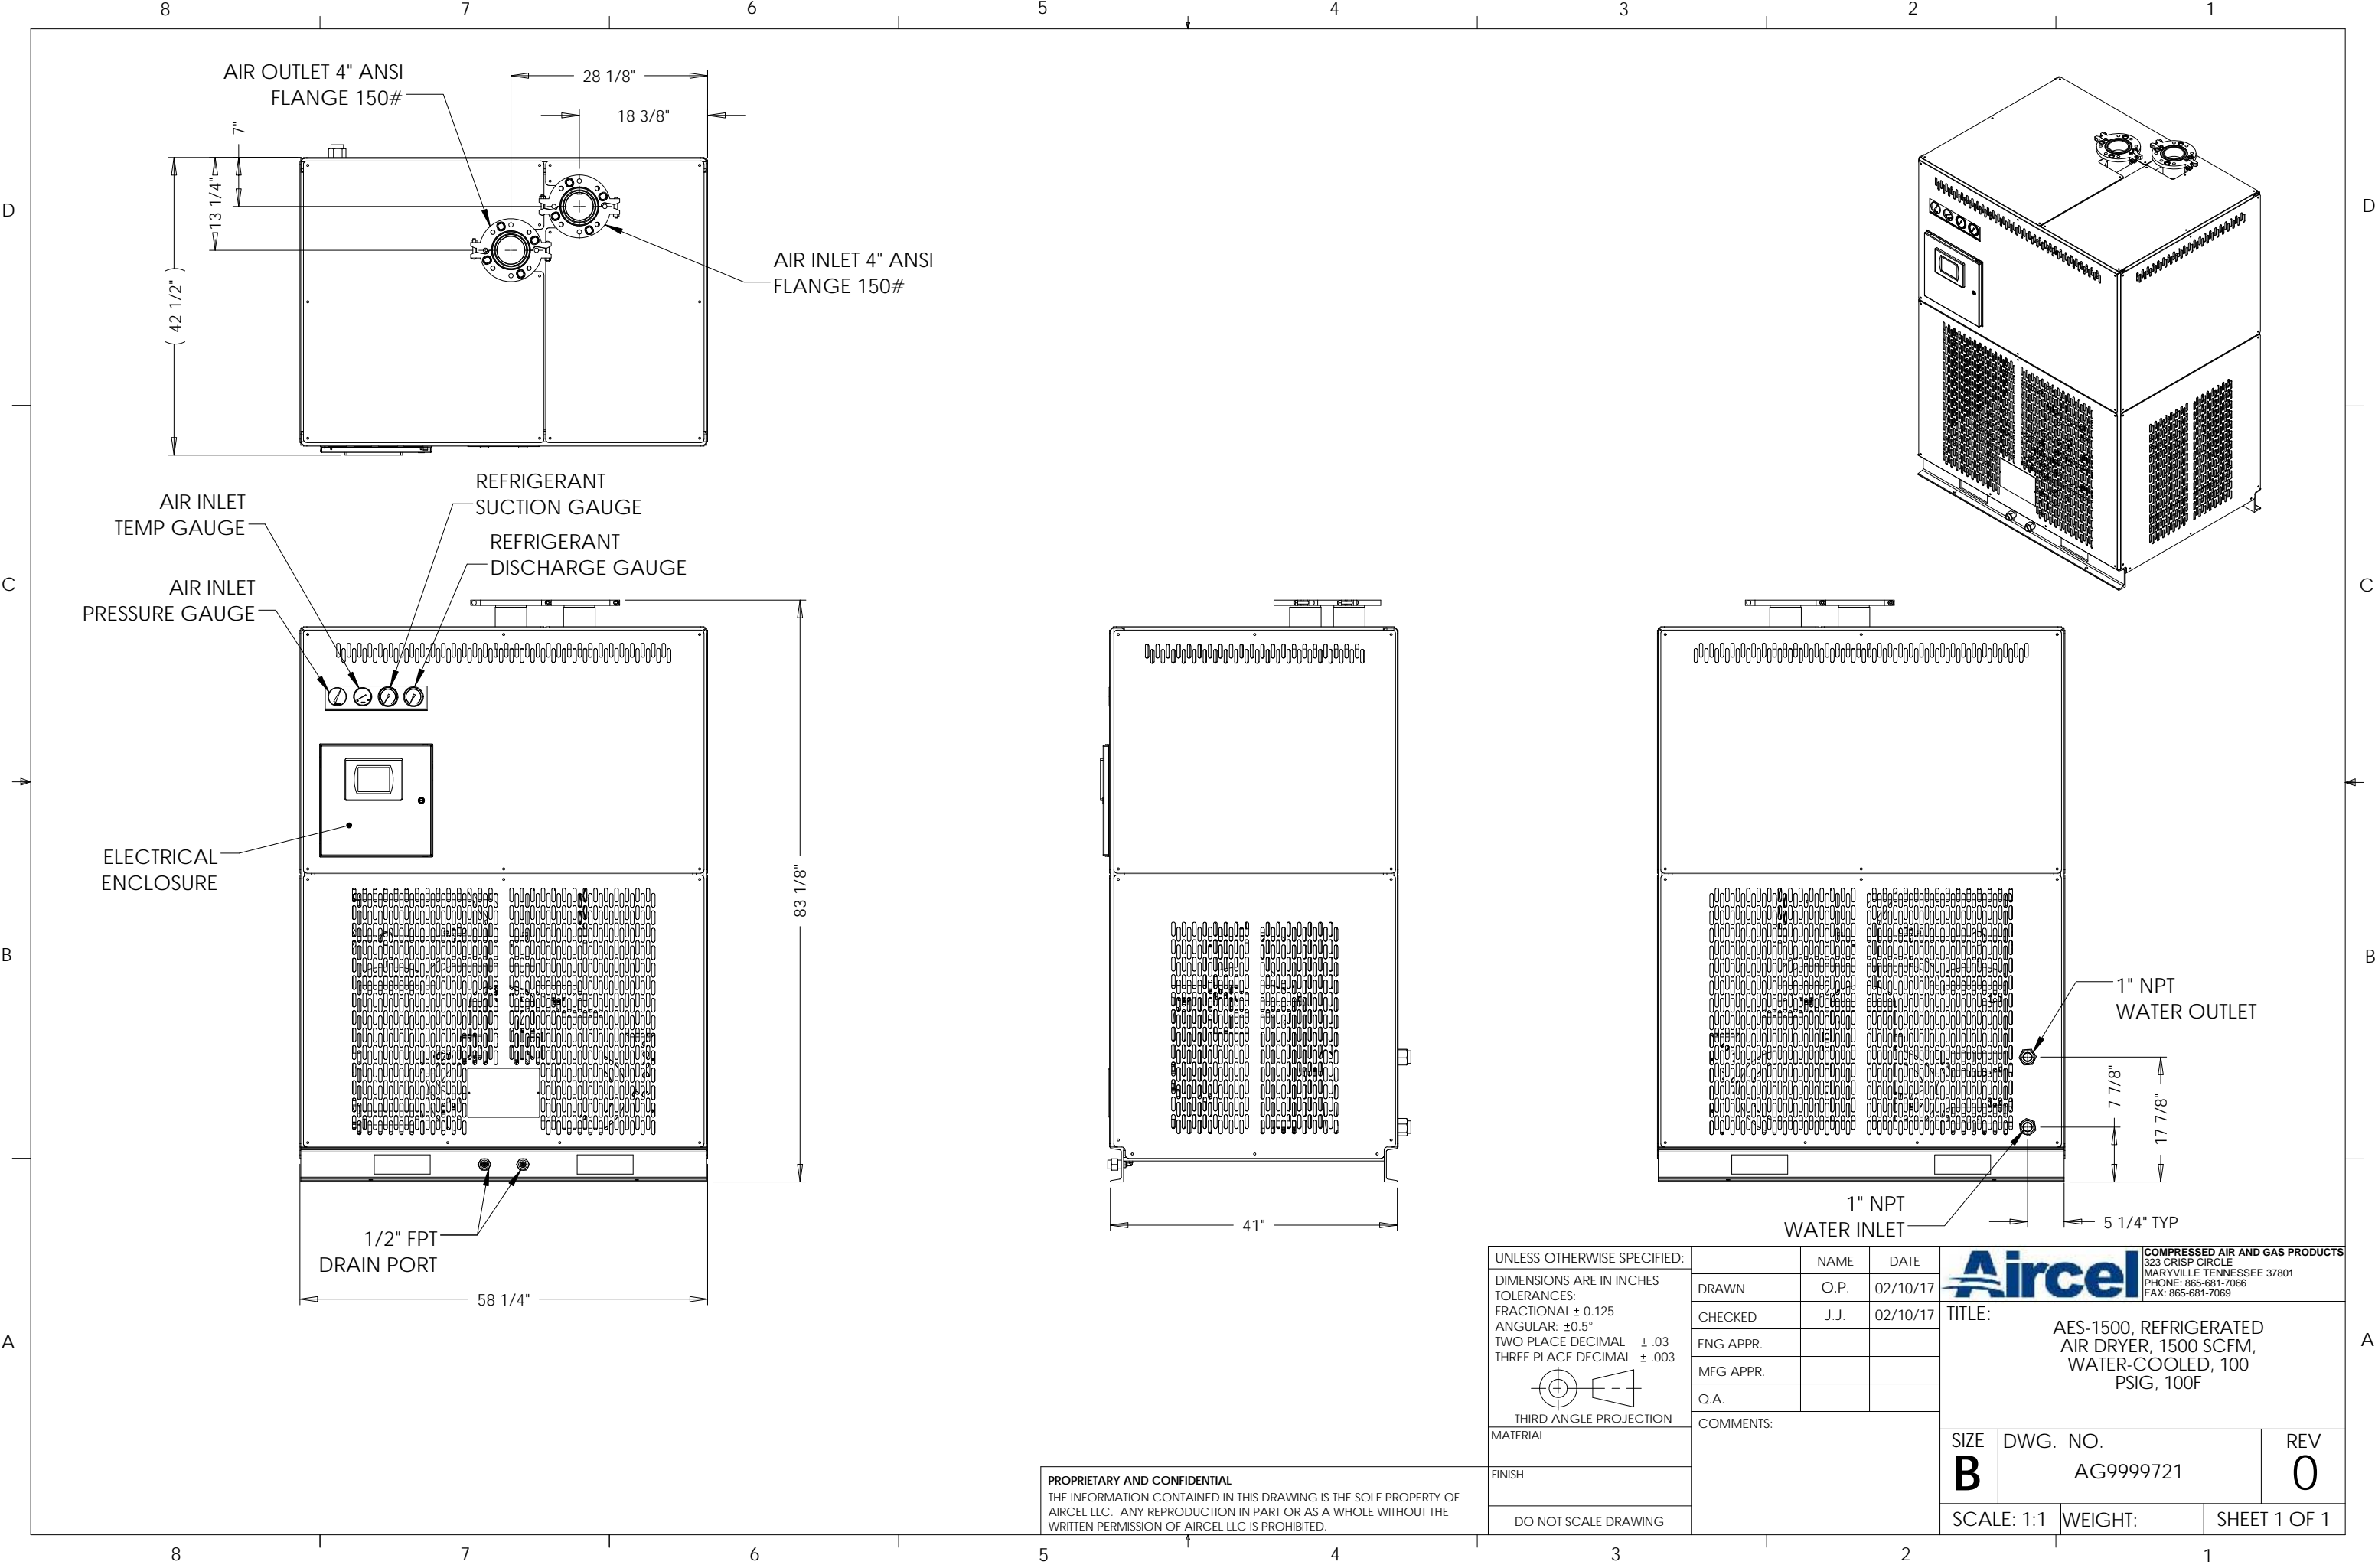 8 7 6 5 4 3 2 1
D
C
B
A
D
C
B
A
AIR OUTLET 4" ANSI
FLANGE 150#
28 1/8"
18 3/8"
7"
13 1/4"
( 42 1/2" )
AIR INLET 4" ANSI
FLANGE 150#
REFRIGERANT
SUCTION GAUGE
AIR INLET
TEMP GAUGE
REFRIGERANT
DISCHARGE GAUGE
AIR INLET
PRESSURE GAUGE
ELECTRICAL
ENCLOSURE
83 1/8"
1/2" FPT
DRAIN PORT
58 1/4"
41"
1" NPT
WATER OUTLET
7 7/8"
17 7/8"
1" NPT
WATER INLET
5 1/4" TYP
UNLESS OTHERWISE SPECIFIED:
DIMENSIONS ARE IN INCHES
TOLERANCES:
FRACTIONAL± 0.125
ANGULAR: ±0.5°
TWO PLACE DECIMAL ± .03
THREE PLACE DECIMAL ± .003
THIRD ANGLE PROJECTION
MATERIAL
FINISH
DO NOT SCALE DRAWING
NAME DATE
DRAWN O.P. 02/10/17
CHECKED J.J. 02/10/17
ENG APPR.
MFG APPR.
Q.A.
COMMENTS:
Aircel
COMPRESSED AIR AND GAS PRODUCTS
323 CRISP CIRCLE
MARYVILLE TENNESSEE 37801
PHONE: 865-681-7066
FAX: 865-681-7069
TITLE:
AES-1500, REFRIGERATED
AIR DRYER, 1500 SCFM,
WATER-COOLED, 100
PSIG, 100F
SIZE
B
DWG. NO.
AG9999721
REV
0
SCALE: 1:1 WEIGHT: SHEET 1 OF 1
PROPRIETARY AND CONFIDENTIAL
THE INFORMATION CONTAINED IN THIS DRAWING IS THE SOLE PROPERTY OF
AIRCEL LLC. ANY REPRODUCTION IN PART OR AS A WHOLE WITHOUT THE
WRITTEN PERMISSION OF AIRCEL LLC IS PROHIBITED.
8 7 6 5 4 3 2 1